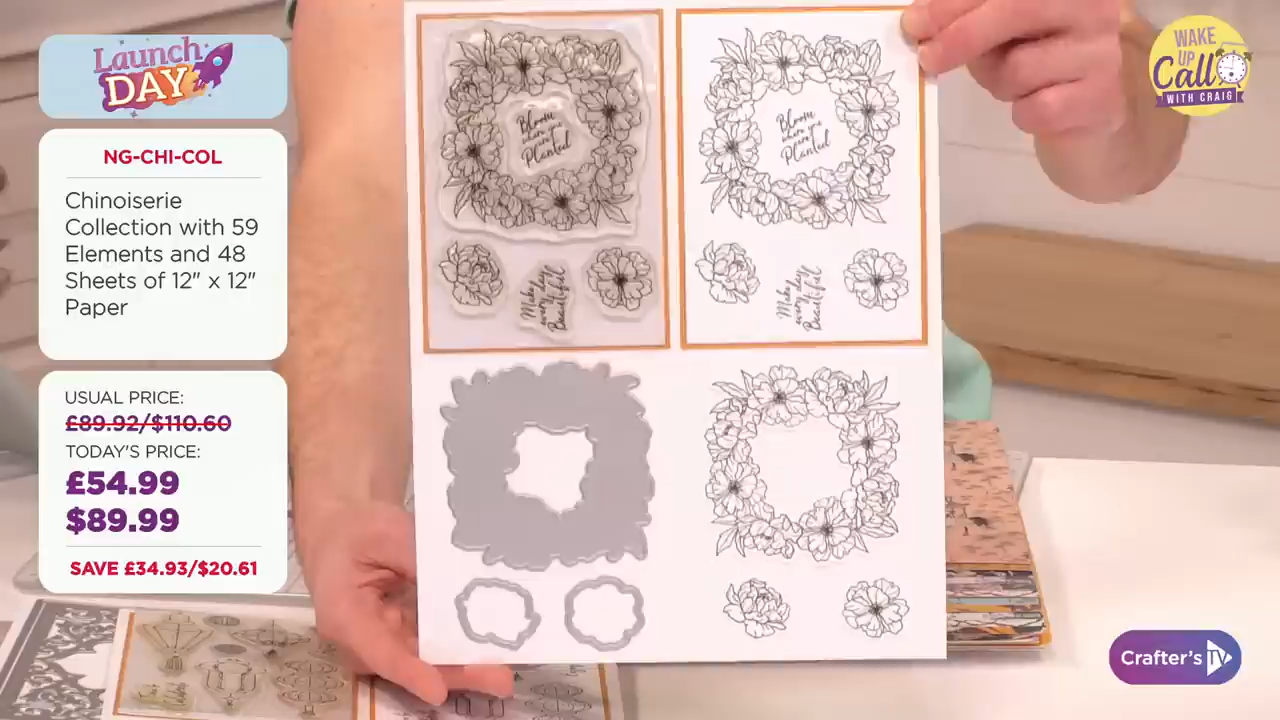 Launch
DAY
NG-CHI-COL
Chinoiserie
Collection with 59
Elements and 48
Sheets of 12" x 12"
Paper
USUAL PRICE:
£89.92/$110.60
TODAY'S PRICE:
£54.99
$89.99
SAVE £34.93/$20.61
Bloom
where you
are
Planted
Make
every day
Beautiful
Bloom
where you
are
Planted
Make
every day
Beautiful
WAKE
UP
Call
WITH CRAIG
Crafter's TV